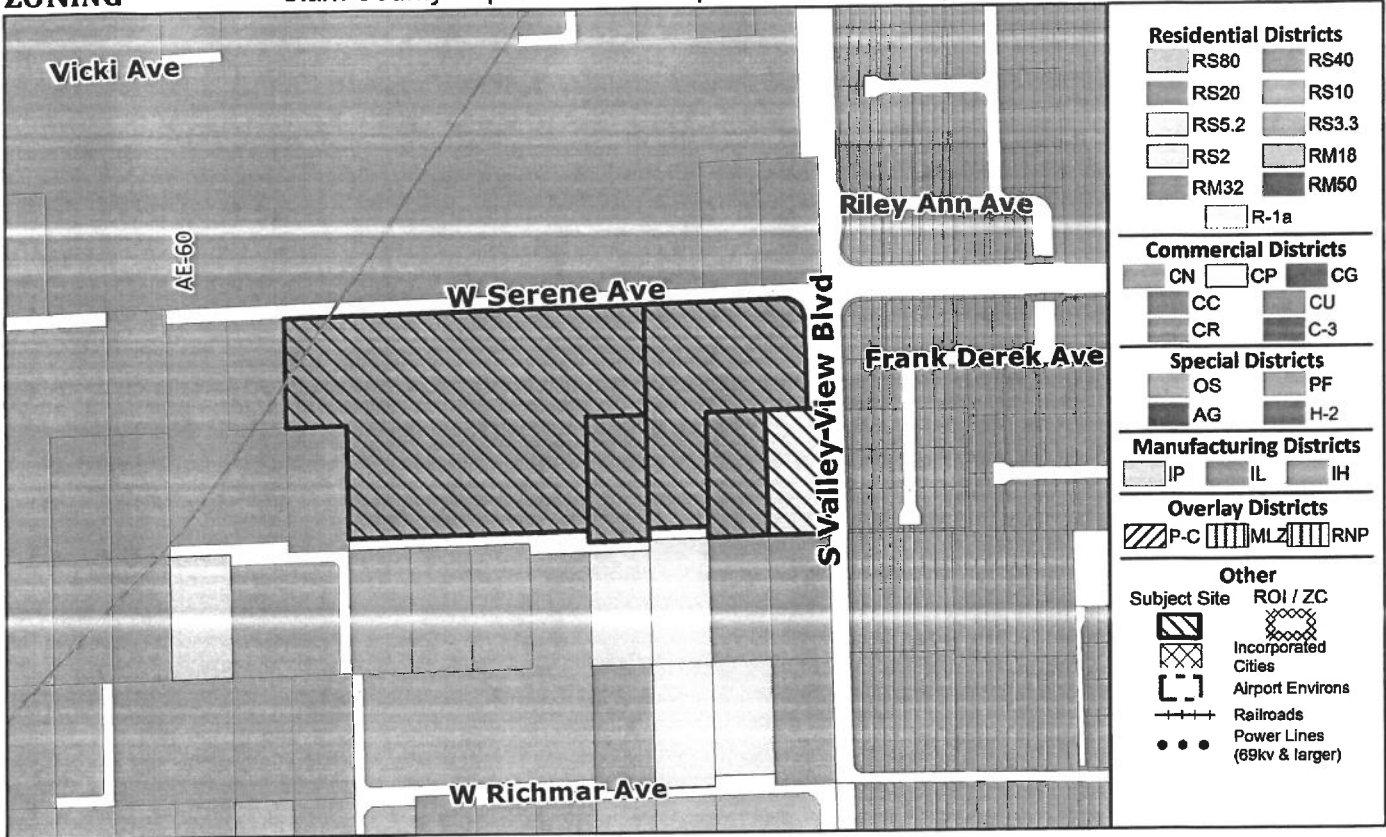 ZONING
Vicki Ave
AE-60
W Serene Ave
Riley Ann Ave
Frank Derek Ave
S Valley View Blvd
W Richmar Ave
Residential Districts
RS80 RS40
RS20 RS10
RS5.2 RS3.3
RS2 RM18
RM32 RM50
R-1a
Commercial Districts
CN CP CG
CC CU
CR C-3
Special Districts
OS PF
AG H-2
Manufacturing Districts
IP IL IH
Overlay Districts
P-C MLZ RNP
Other
Subject Site ROI / ZC
Incorporated
Cities
Airport Environs
Railroads
Power Lines
(69kv & larger)